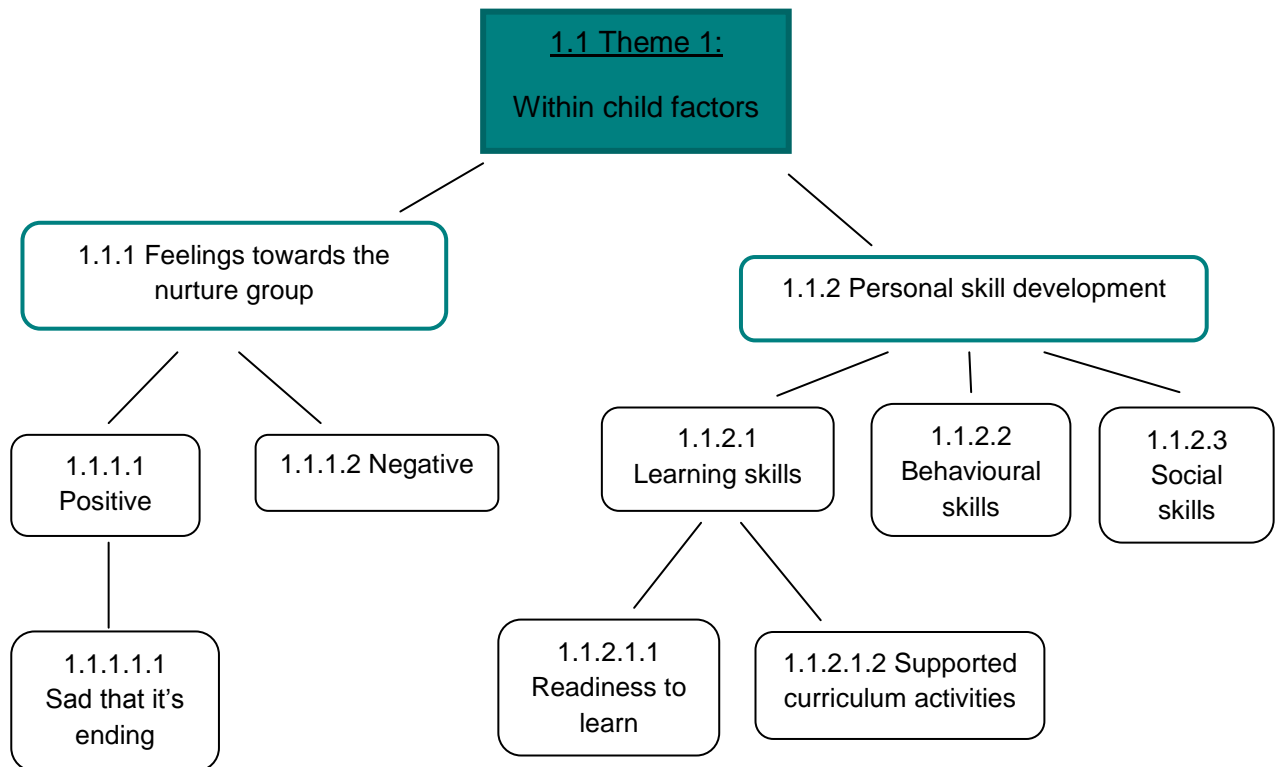 1.1 Theme 1:
Within child factors
1.1.1 Feelings towards the
nurture group
1.1.2 Personal skill development
1.1.1.1
Positive
1.1.1.2 Negative
1.1.2.1
Learning skills
1.1.2.2
Behavioural
skills
1.1.2.3
Social
skills
1.1.1.1.1
Sad that it’s
ending
1.1.2.1.1
Readiness to
learn
1.1.2.1.2 Supported
curriculum activities